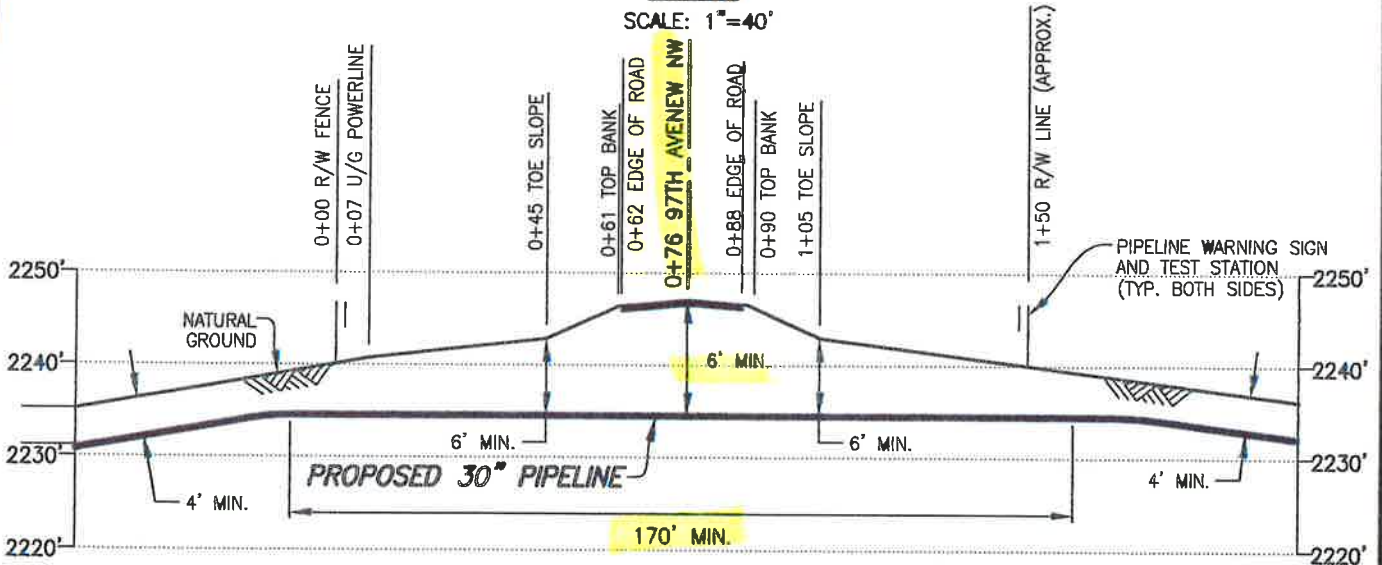 SCALE: 1"=40'
0+00 R/W FENCE
0+07 U/G POWERLINE
0+45 TOE SLOPE
0+61 TOP BANK
0+62 EDGE OF ROAD
0+76 97TH AVENEW NW
0+88 EDGE OF ROAD
0+90 TOP BANK
1+05 TOE SLOPE
1+50 R/W LINE (APPROX.)
PIPELINE WARNING SIGN
AND TEST STATION
(TYP. BOTH SIDES)
2250'
2250'
NATURAL
GROUND
2240'
6' MIN.
2240'
6' MIN.
6' MIN.
2230'
2230'
PROPOSED 30" PIPELINE
4' MIN.
4' MIN.
170' MIN.
2220'
2220'